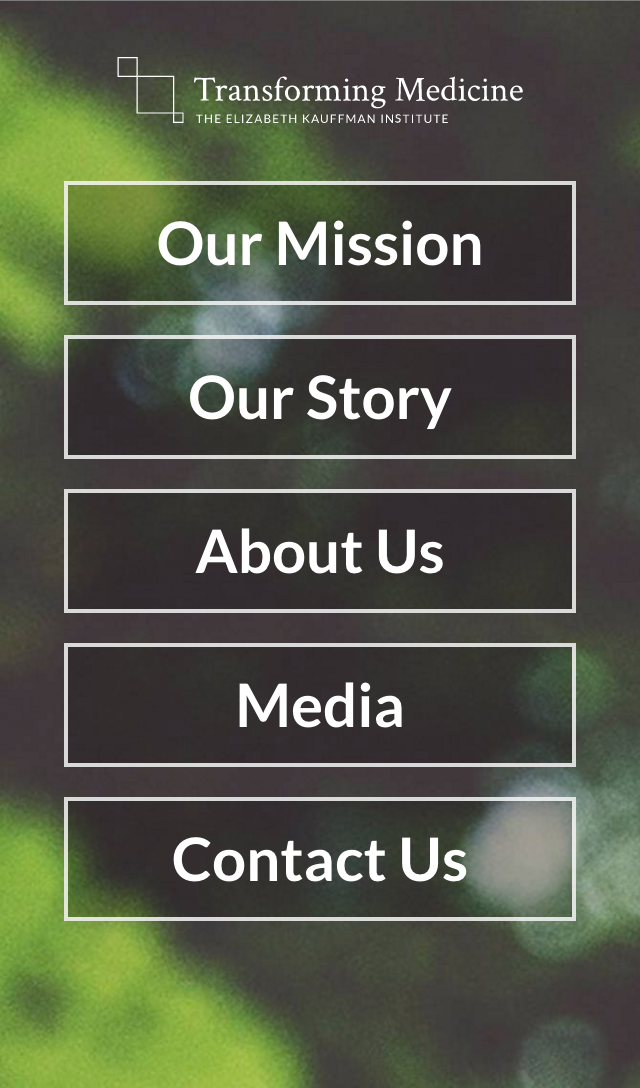 Transforming Medicine
THE ELIZABETH KAUFFMAN INSTITUTE
Our Mission
Our Story
About Us
Media
Contact Us